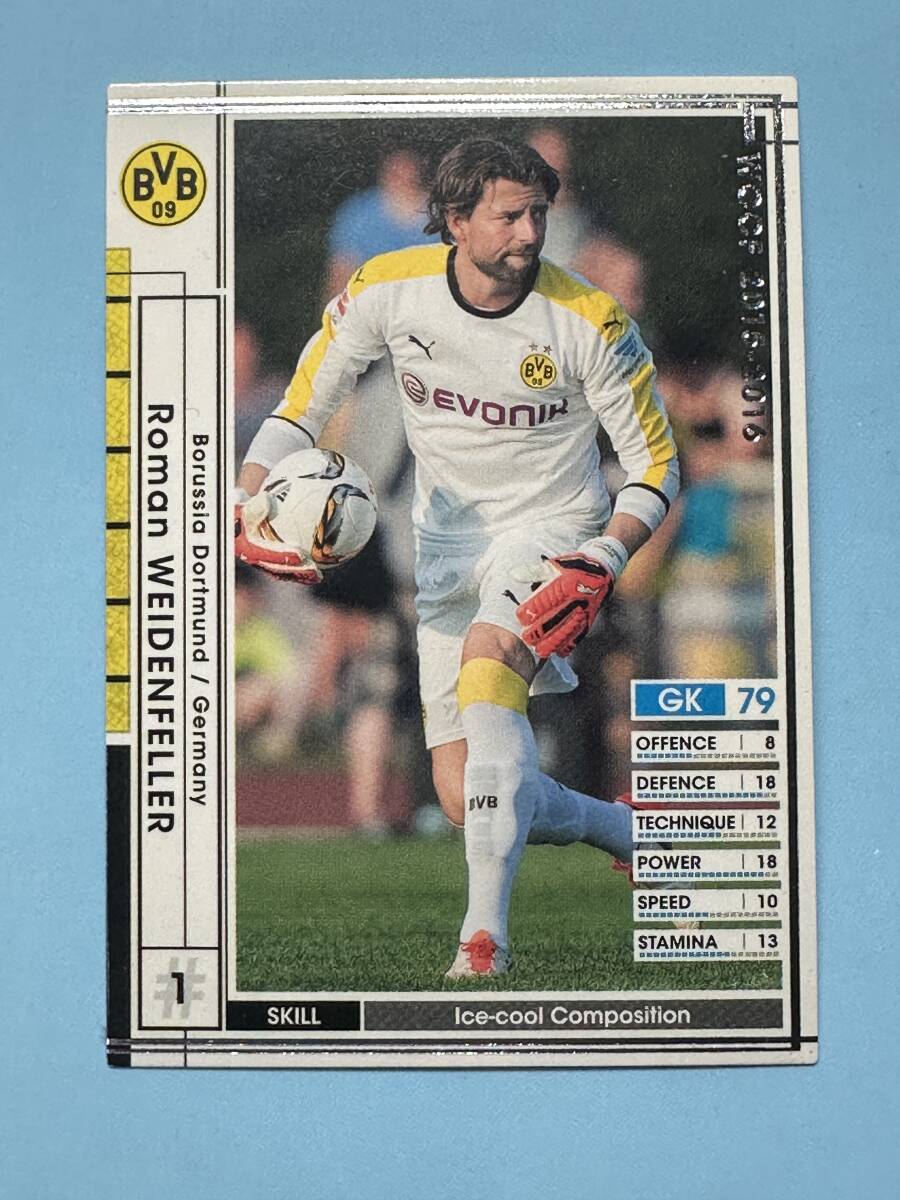 WCCF 2015-2016
BVB
09
Borussia Dortmund / Germany
Roman WEIDENFELLER
#1
BVB
09
EVONIK
BVB
GK 79
OFFENCE | 8
DEFENCE | 18
TECHNIQUE | 12
POWER | 18
SPEED | 10
STAMINA | 13
SKILL Ice-cool Composition